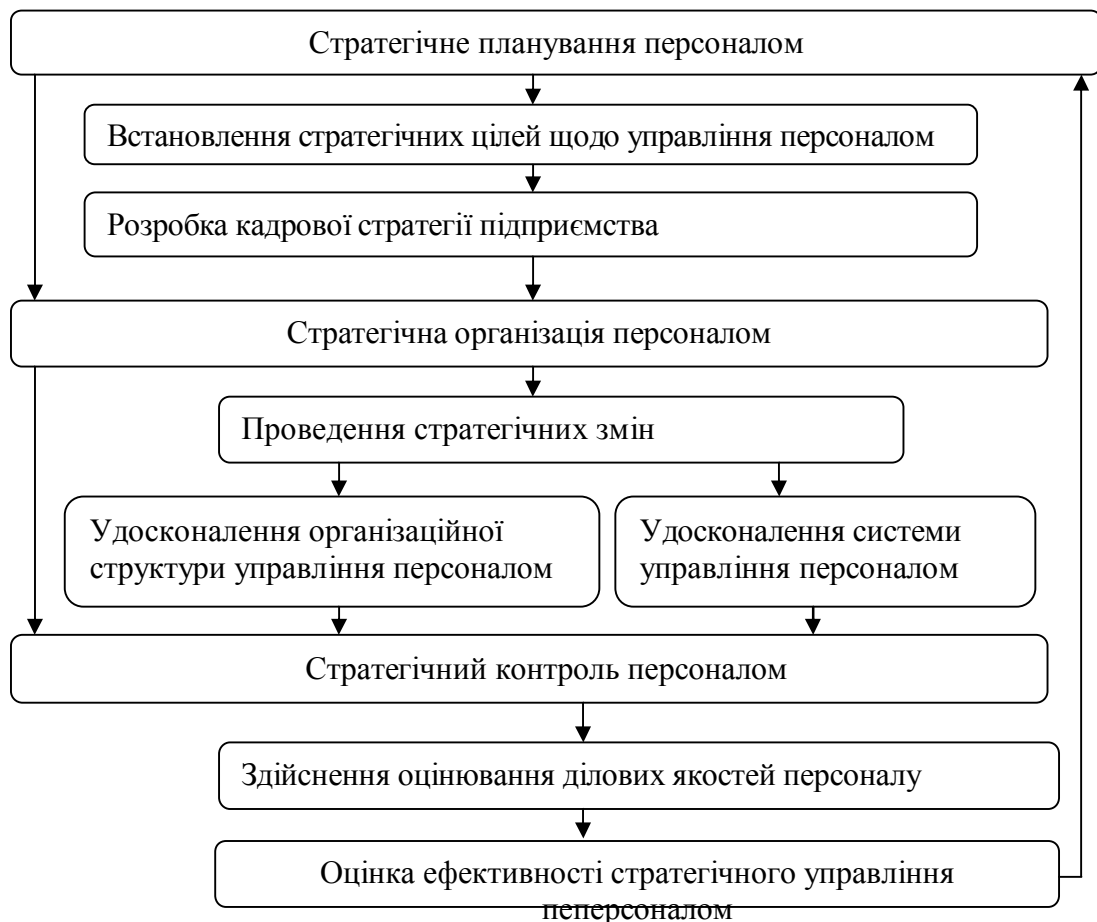 Стратегічне планування персоналом
Встановлення стратегічних цілей щодо управління персоналом
Розробка кадрової стратегії підприємства
Стратегічна організація персоналом
Проведення стратегічних змін
Удосконалення організаційної
структури управління персоналом
Удосконалення системи
управління персоналом
Стратегічний контроль персоналом
Здійснення оцінювання ділових якостей персоналу
Оцінка ефективності стратегічного управління
пеперсоналом